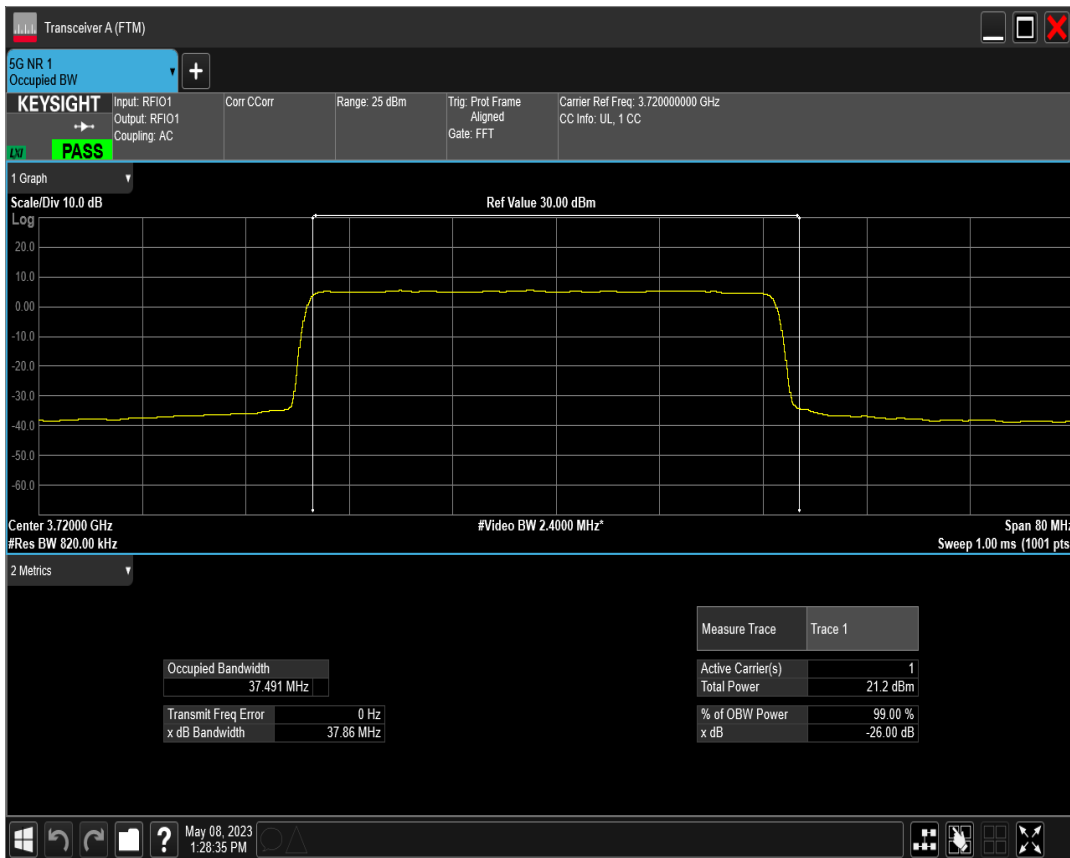 Transceiver A (FTM)
5G NR 1
Occupied BW
+
KEYSIGHT
LXI
PASS
Input: RFIO1
Output: RFIO1
Coupling: AC
Corr CCorr
Range: 25 dBm
Trig: Prot Frame
Aligned
Gate: FFT
Carrier Ref Freq: 3.720000000 GHz
CC Info: UL, 1 CC
1 Graph
Scale/Div 10.0 dB
Ref Value 30.00 dBm
Log
20.0
10.0
0.00
-10.0
-20.0
-30.0
-40.0
-50.0
-60.0
Center 3.72000 GHz
#Video BW 2.4000 MHz*
Span 80 MHz
#Res BW 820.00 kHz
Sweep 1.00 ms (1001 pts
2 Metrics
Measure Trace Trace 1
Occupied Bandwidth
37.491 MHz
Active Carrier(s) 1
Total Power 21.2 dBm
Transmit Freq Error 0 Hz
x dB Bandwidth 37.86 MHz
% of OBW Power 99.00 %
x dB -26.00 dB
?
May 08, 2023
1:28:35 PM